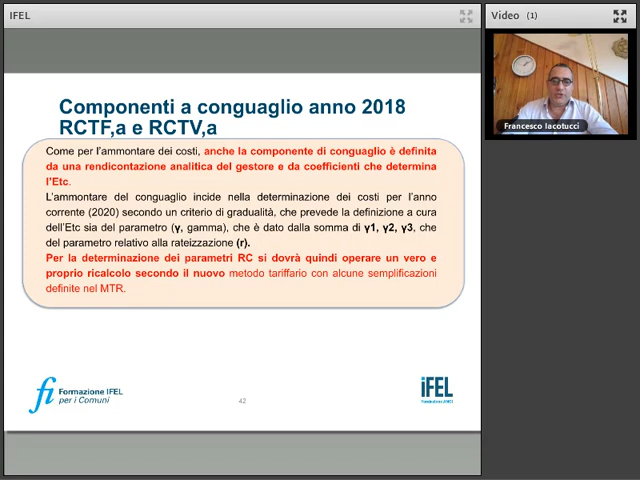 IFEL
Video (1)
Francesco Iacotucci
Componenti a conguaglio anno 2018
RCTF,a e RCTV,a
Come per l'ammontare dei costi, anche la componente di conguaglio è definita
da una rendicontazione analitica del gestore e da coefficienti che determina
l'Etc.
L'ammontare del conguaglio incide nella determinazione dei costi per l'anno
corrente (2020) secondo un criterio di gradualità, che prevede la definizione a cura
dell'Etc sia del parametro (γ, gamma), che è dato dalla somma di γ1, γ2, γ3, che
del parametro relativo alla rateizzazione (r).
Per la determinazione dei parametri RC si dovrà quindi operare un vero e
proprio ricalcolo secondo il nuovo metodo tariffario con alcune semplificazioni
definite nel MTR.
fi Formazione IFEL
per i Comuni
42
iFEL
Fondazione ANCI